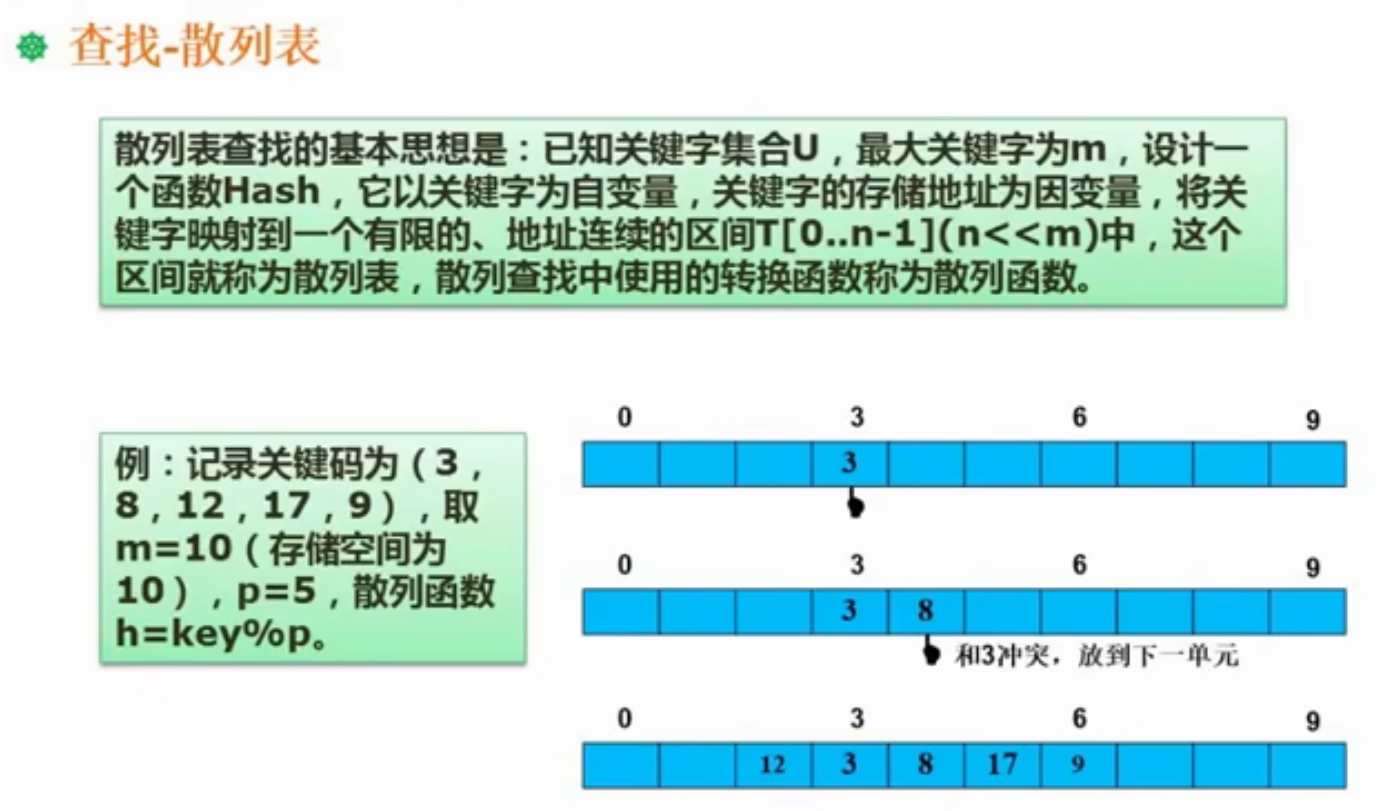 查找-散列表
散列表查找的基本思想是：已知关键字集合U，最大关键字为m，设计一
个函数Hash，它以关键字为自变量，关键字的存储地址为因变量，将关
键字映射到一个有限的、地址连续的区间T[0..n-1](n<<m)中，这个
区间就称为散列表，散列查找中使用的转换函数称为散列函数。
例：记录关键码为（3，
8，12，17，9），取
m=10（存储空间为
10），p=5，散列函数
h=key%p。
0 3 6 9
3
0 3 6 9
3 8
和3冲突，放到下一单元
0 3 6 9
12 3 8 17 9